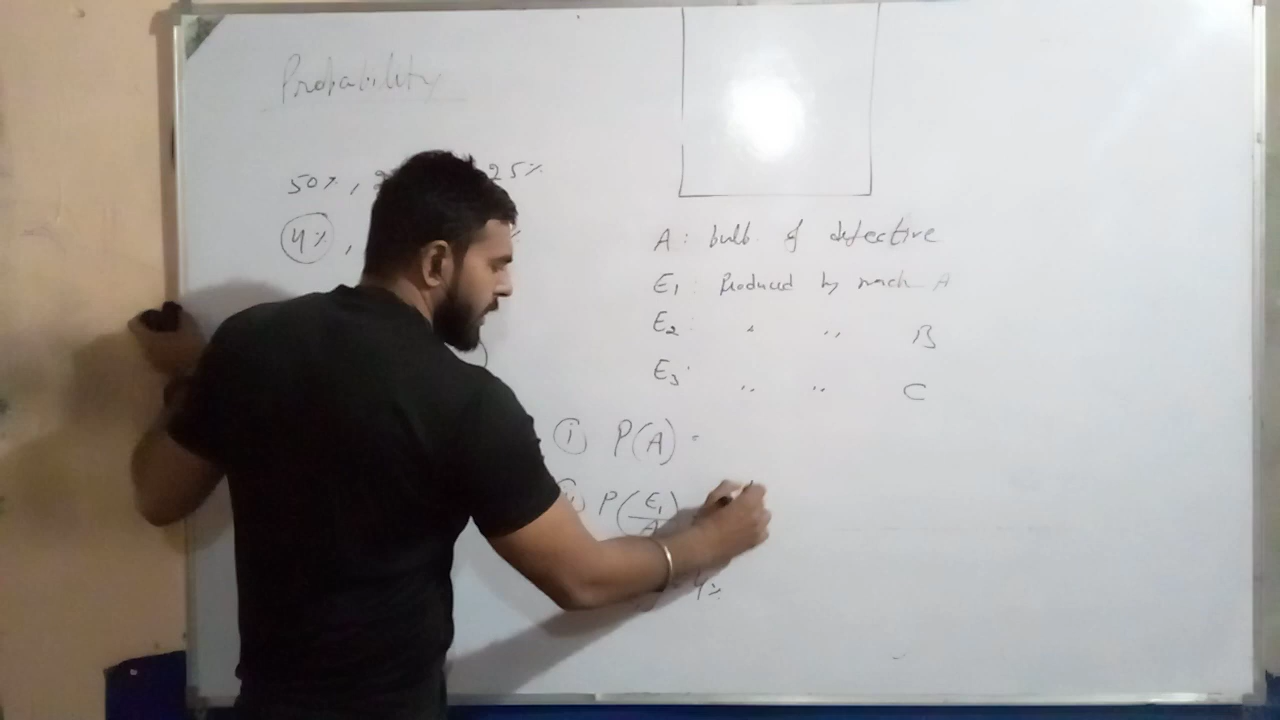 Probability
50%, 25%
4%,
A: bulb of defective
E₁: Produced by mach A
E₂: " " B
E₃: " " C
(i) P(A) =
P(E₁/A)
4%